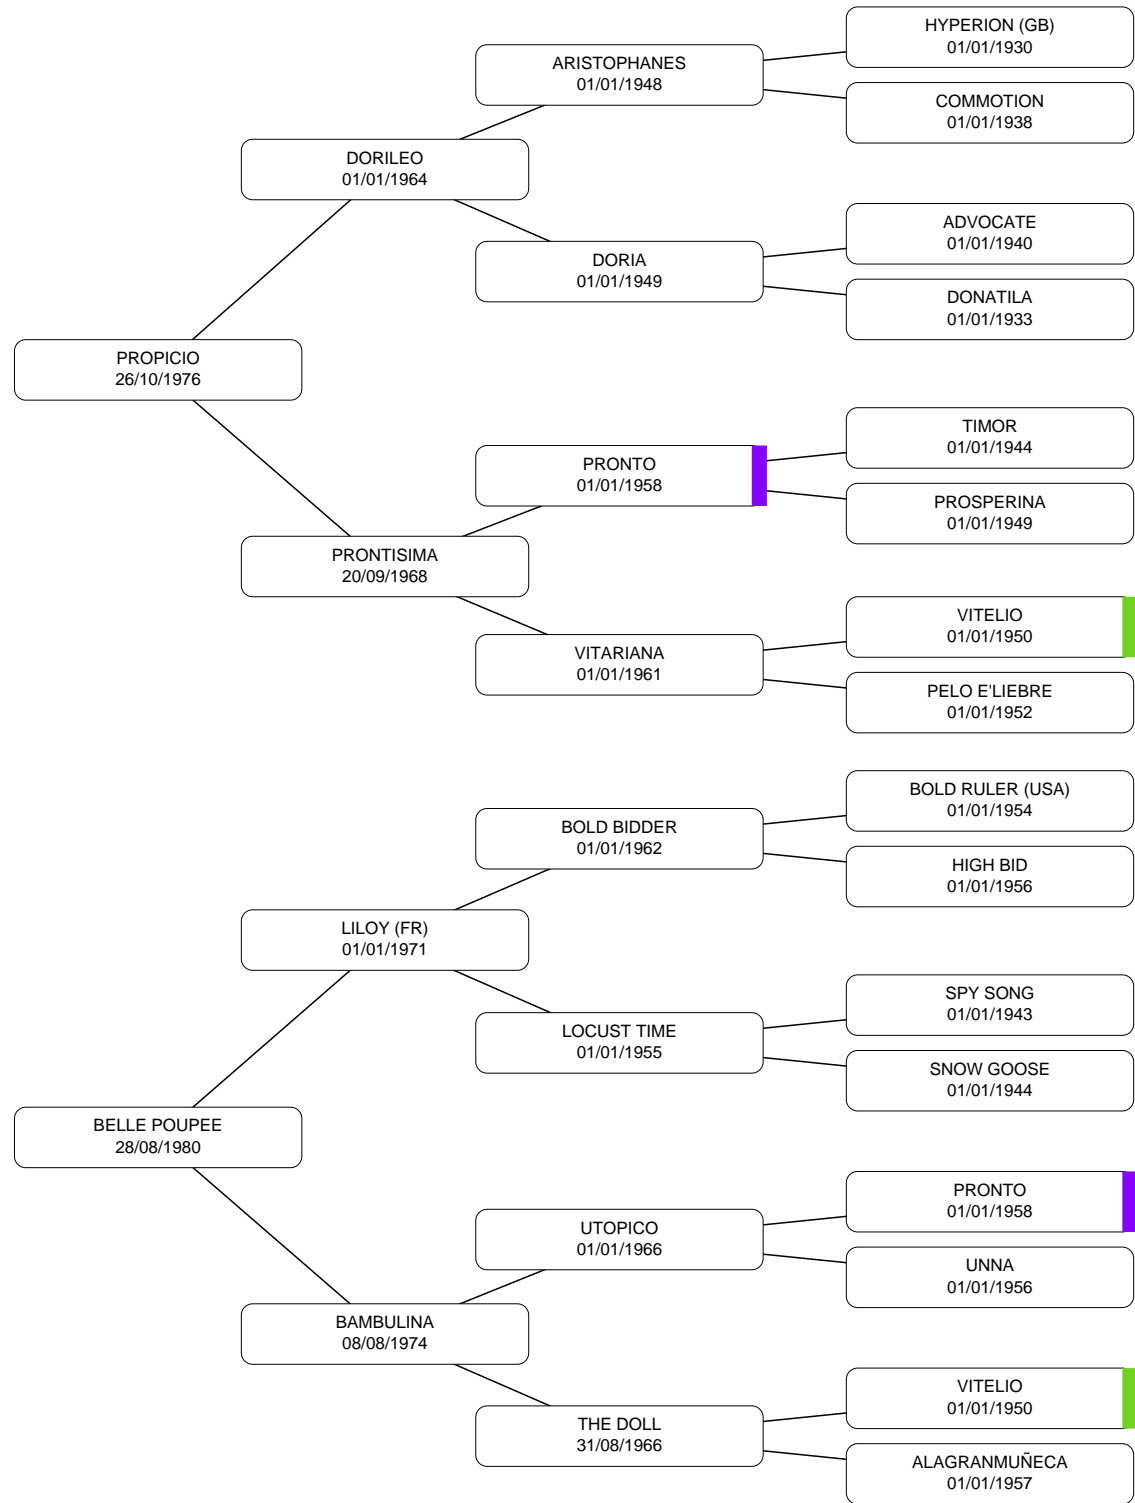 HYPERION (GB)
01/01/1930
ARISTOPHANES
01/01/1948
COMMOTION
01/01/1938
DORILEO
01/01/1964
ADVOCATE
01/01/1940
DORIA
01/01/1949
DONATILA
01/01/1933
PROPICIO
26/10/1976
TIMOR
01/01/1944
PRONTO
01/01/1958
PROSPERINA
01/01/1949
PRONTISIMA
20/09/1968
VITELIO
01/01/1950
VITARIANA
01/01/1961
PELO E'LIEBRE
01/01/1952
BOLD RULER (USA)
01/01/1954
BOLD BIDDER
01/01/1962
HIGH BID
01/01/1956
LILOY (FR)
01/01/1971
SPY SONG
01/01/1943
LOCUST TIME
01/01/1955
SNOW GOOSE
01/01/1944
BELLE POUPEE
28/08/1980
PRONTO
01/01/1958
UTOPICO
01/01/1966
UNNA
01/01/1956
BAMBULINA
08/08/1974
VITELIO
01/01/1950
THE DOLL
31/08/1966
ALAGRANMUÑECA
01/01/1957